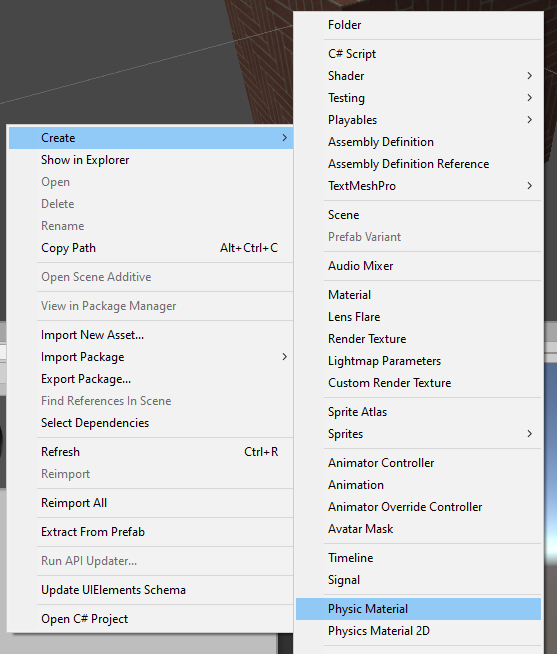 Create
Show in Explorer
Open
Delete
Rename
Copy Path Alt+Ctrl+C
Open Scene Additive
View in Package Manager
Import New Asset...
Import Package
Export Package...
Find References In Scene
Select Dependencies
Refresh Ctrl+R
Reimport
Reimport All
Extract From Prefab
Run API Updater...
Update UIElements Schema
Open C# Project
Folder
C# Script
Shader
Testing
Playables
Assembly Definition
Assembly Definition Reference
TextMeshPro
Scene
Prefab Variant
Audio Mixer
Material
Lens Flare
Render Texture
Lightmap Parameters
Custom Render Texture
Sprite Atlas
Sprites
Animator Controller
Animation
Animator Override Controller
Avatar Mask
Timeline
Signal
Physic Material
Physics Material 2D